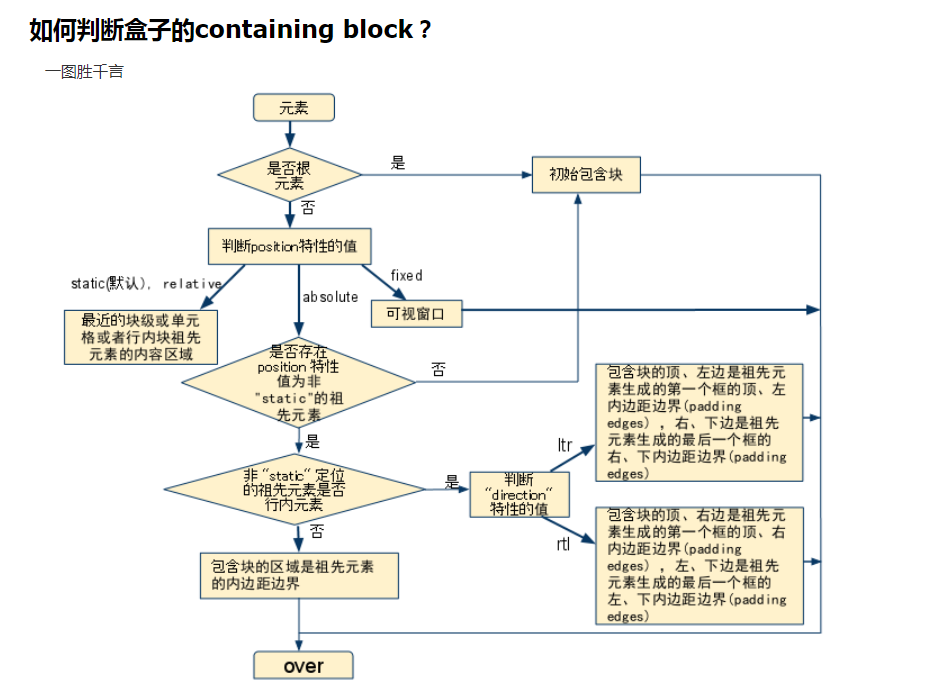 如何判断盒子的containing block？
一图胜千言
元素
是否根
元素
是
初始包含块
否
判断position特性的值
static(默认), relative
absolute
fixed
最近的块级或单元
格或者行内块祖先
元素的内容区域
可视窗口
是否存在
position 特性
值为非
"static"的祖
先元素
否
是
非 “static“ 定位
的祖先元素是否
行内元素
是
判断
“direction“
特性的值
ltr
包含块的顶、左边是祖先元
素生成的第一个框的顶、左
内边距边界(padding
edges) , 右、下边是祖先
元素生成的最后一个框的
右、下内边距边界(padding
edges)
rtl
包含块的顶、右边是祖先元
素生成的第一个框的顶、右
内边距边界(padding
edges) , 左、下边是祖先
元素生成的最后一个框的
左、下内边距边界(padding
edges)
否
包含块的区域是祖先元素
的内边距边界
over